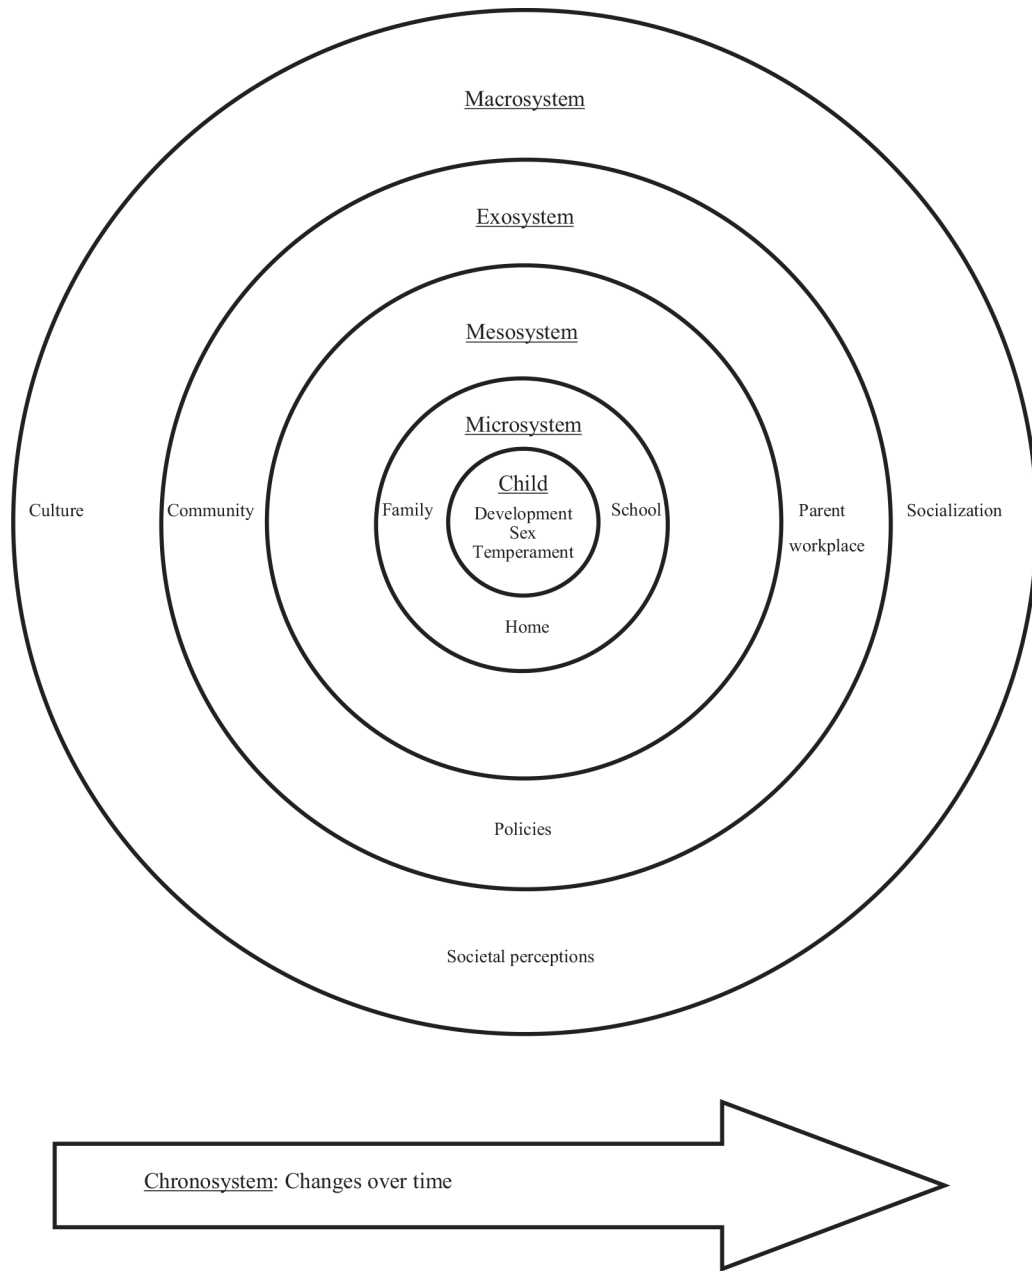 Macrosystem
Exosystem
Mesosystem
Microsystem
Child
Development
Sex
Temperament
Culture
Community
Family
School
Parent
workplace
Socialization
Home
Policies
Societal perceptions
Chronosystem: Changes over time